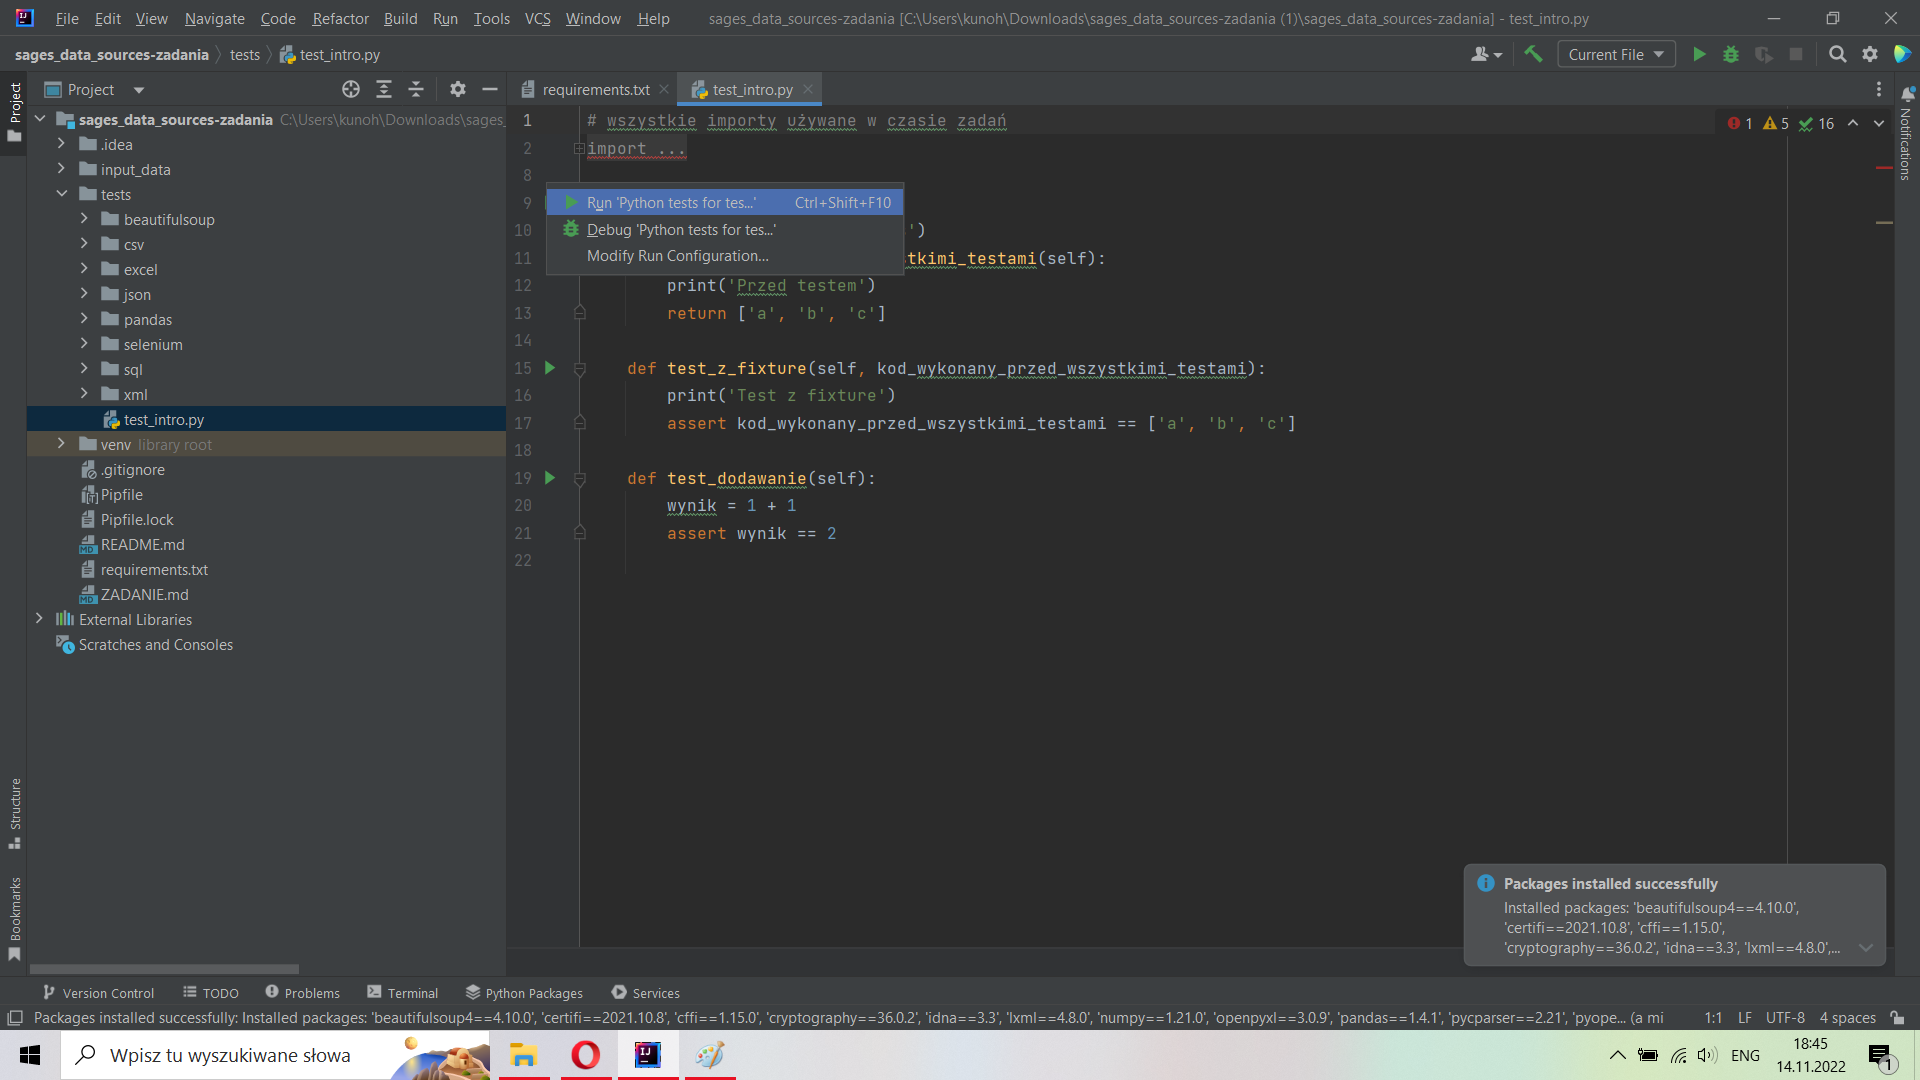 File Edit View Navigate Code Refactor Build Run Tools VCS Window Help sages_data_sources-zadania [C:\Users\kunoh\Downloads\sages_data_sources-zadania (1)\sages_data_sources-zadania] - test_intro.py
sages_data_sources-zadania tests test_intro.py Current File
Project
Project
requirements.txt test_intro.py
Notifications
sages_data_sources-zadania C:\Users\kunoh\Downloads\sages_
.idea
input_data
tests
beautifulsoup
csv
excel
json
pandas
selenium
sql
xml
test_intro.py
venv library root
.gitignore
Pipfile
Pipfile.lock
README.md
requirements.txt
ZADANIE.md
External Libraries
Scratches and Consoles
1 # wszystkie importy używane w czasie zadań
1 5 16
2 import ...
8
9
Run 'Python tests for tes...' Ctrl+Shift+F10
Debug 'Python tests for tes...'
Modify Run Configuration...
10 ')
11 tkimi_testami(self):
12 print('Przed testem')
13 return ['a', 'b', 'c']
14
15 def test_z_fixture(self, kod_wykonany_przed_wszystkimi_testami):
16 print('Test z fixture')
17 assert kod_wykonany_przed_wszystkimi_testami == ['a', 'b', 'c']
18
19 def test_dodawanie(self):
20 wynik = 1 + 1
21 assert wynik == 2
22
Structure
Bookmarks
Packages installed successfully
Installed packages: 'beautifulsoup4==4.10.0',
'certifi==2021.10.8', 'cffi==1.15.0',
'cryptography==36.0.2', 'idna==3.3', 'lxml==4.8.0',...
Version Control TODO Problems Terminal Python Packages Services
Packages installed successfully: Installed packages: 'beautifulsoup4==4.10.0', 'certifi==2021.10.8', 'cffi==1.15.0', 'cryptography==36.0.2', 'idna==3.3', 'lxml==4.8.0', 'numpy==1.21.0', 'openpyxl==3.0.9', 'pandas==1.4.1', 'pycparser==2.21', 'pyope... (a mi 1:1 LF UTF-8 4 spaces
Wpisz tu wyszukiwane słowa
ENG
18:45
14.11.2022
1